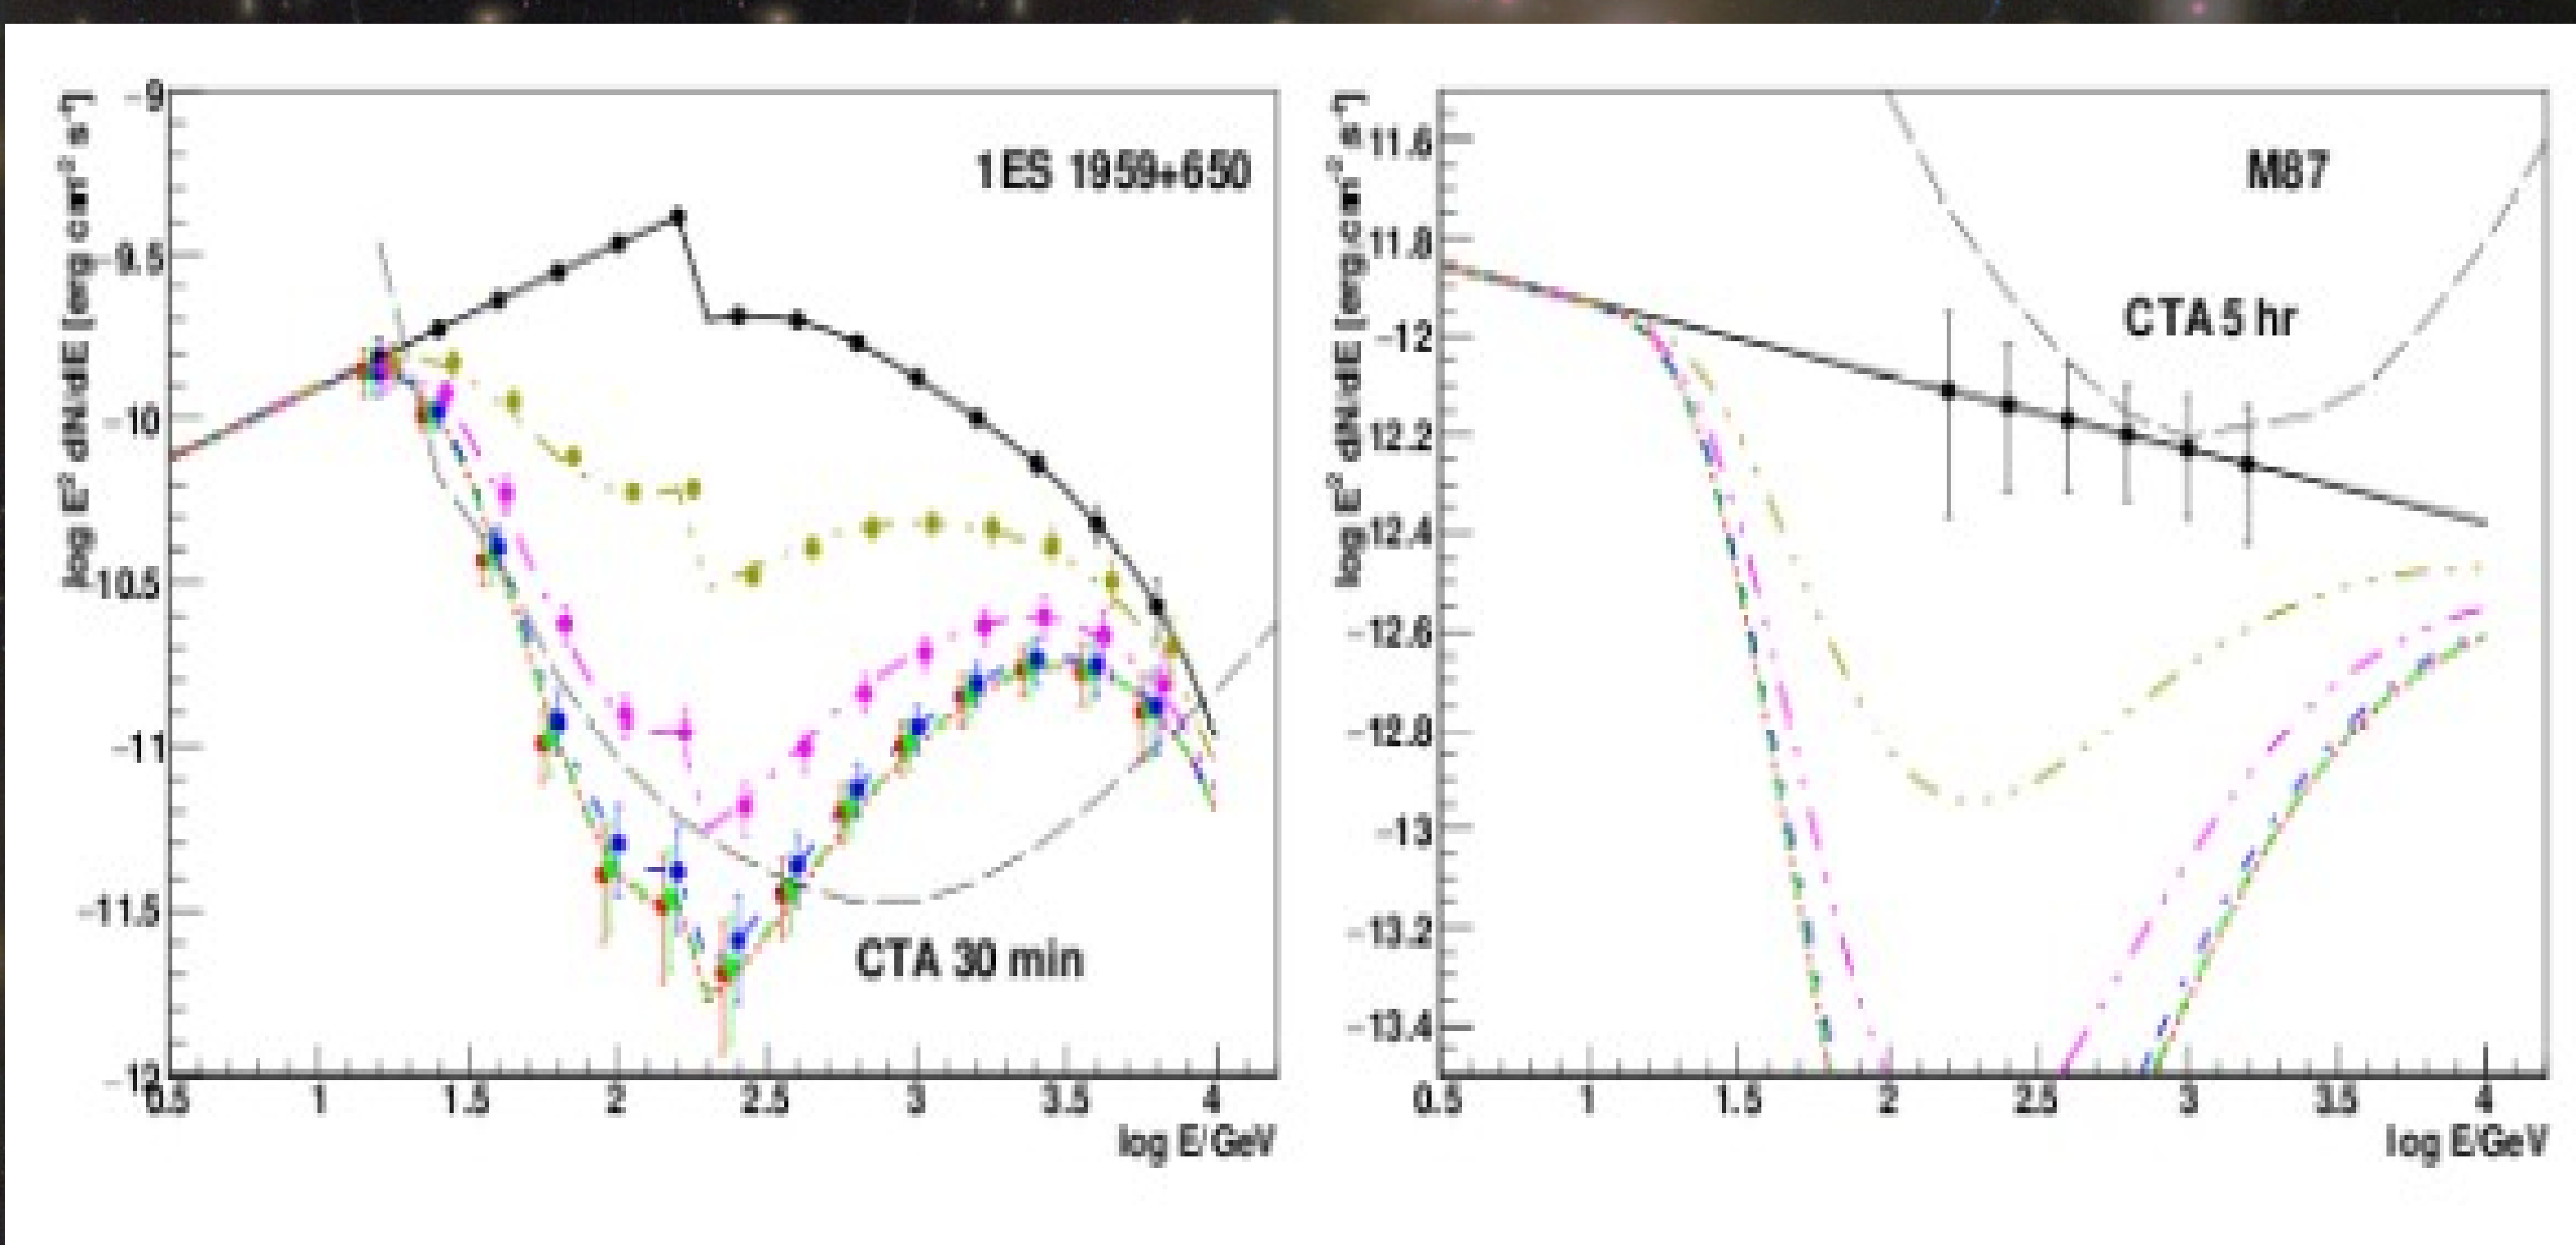 log E² dN/dE [erg cm⁻² s⁻¹]
-9
-9.5
-10
-10.5
-11
-11.5
-12
1ES 1959+650
CTA 30 min
0.5 1 1.5 2 2.5 3 3.5 4
log E/GeV
log E² dN/dE [erg cm⁻² s⁻¹]
11.6
11.8
-12
12.2
12.4
-12.6
-12.8
-13
-13.2
-13.4
M87
CTA 5 hr
0.5 1 1.5 2 2.5 3 3.5 4
log E/GeV